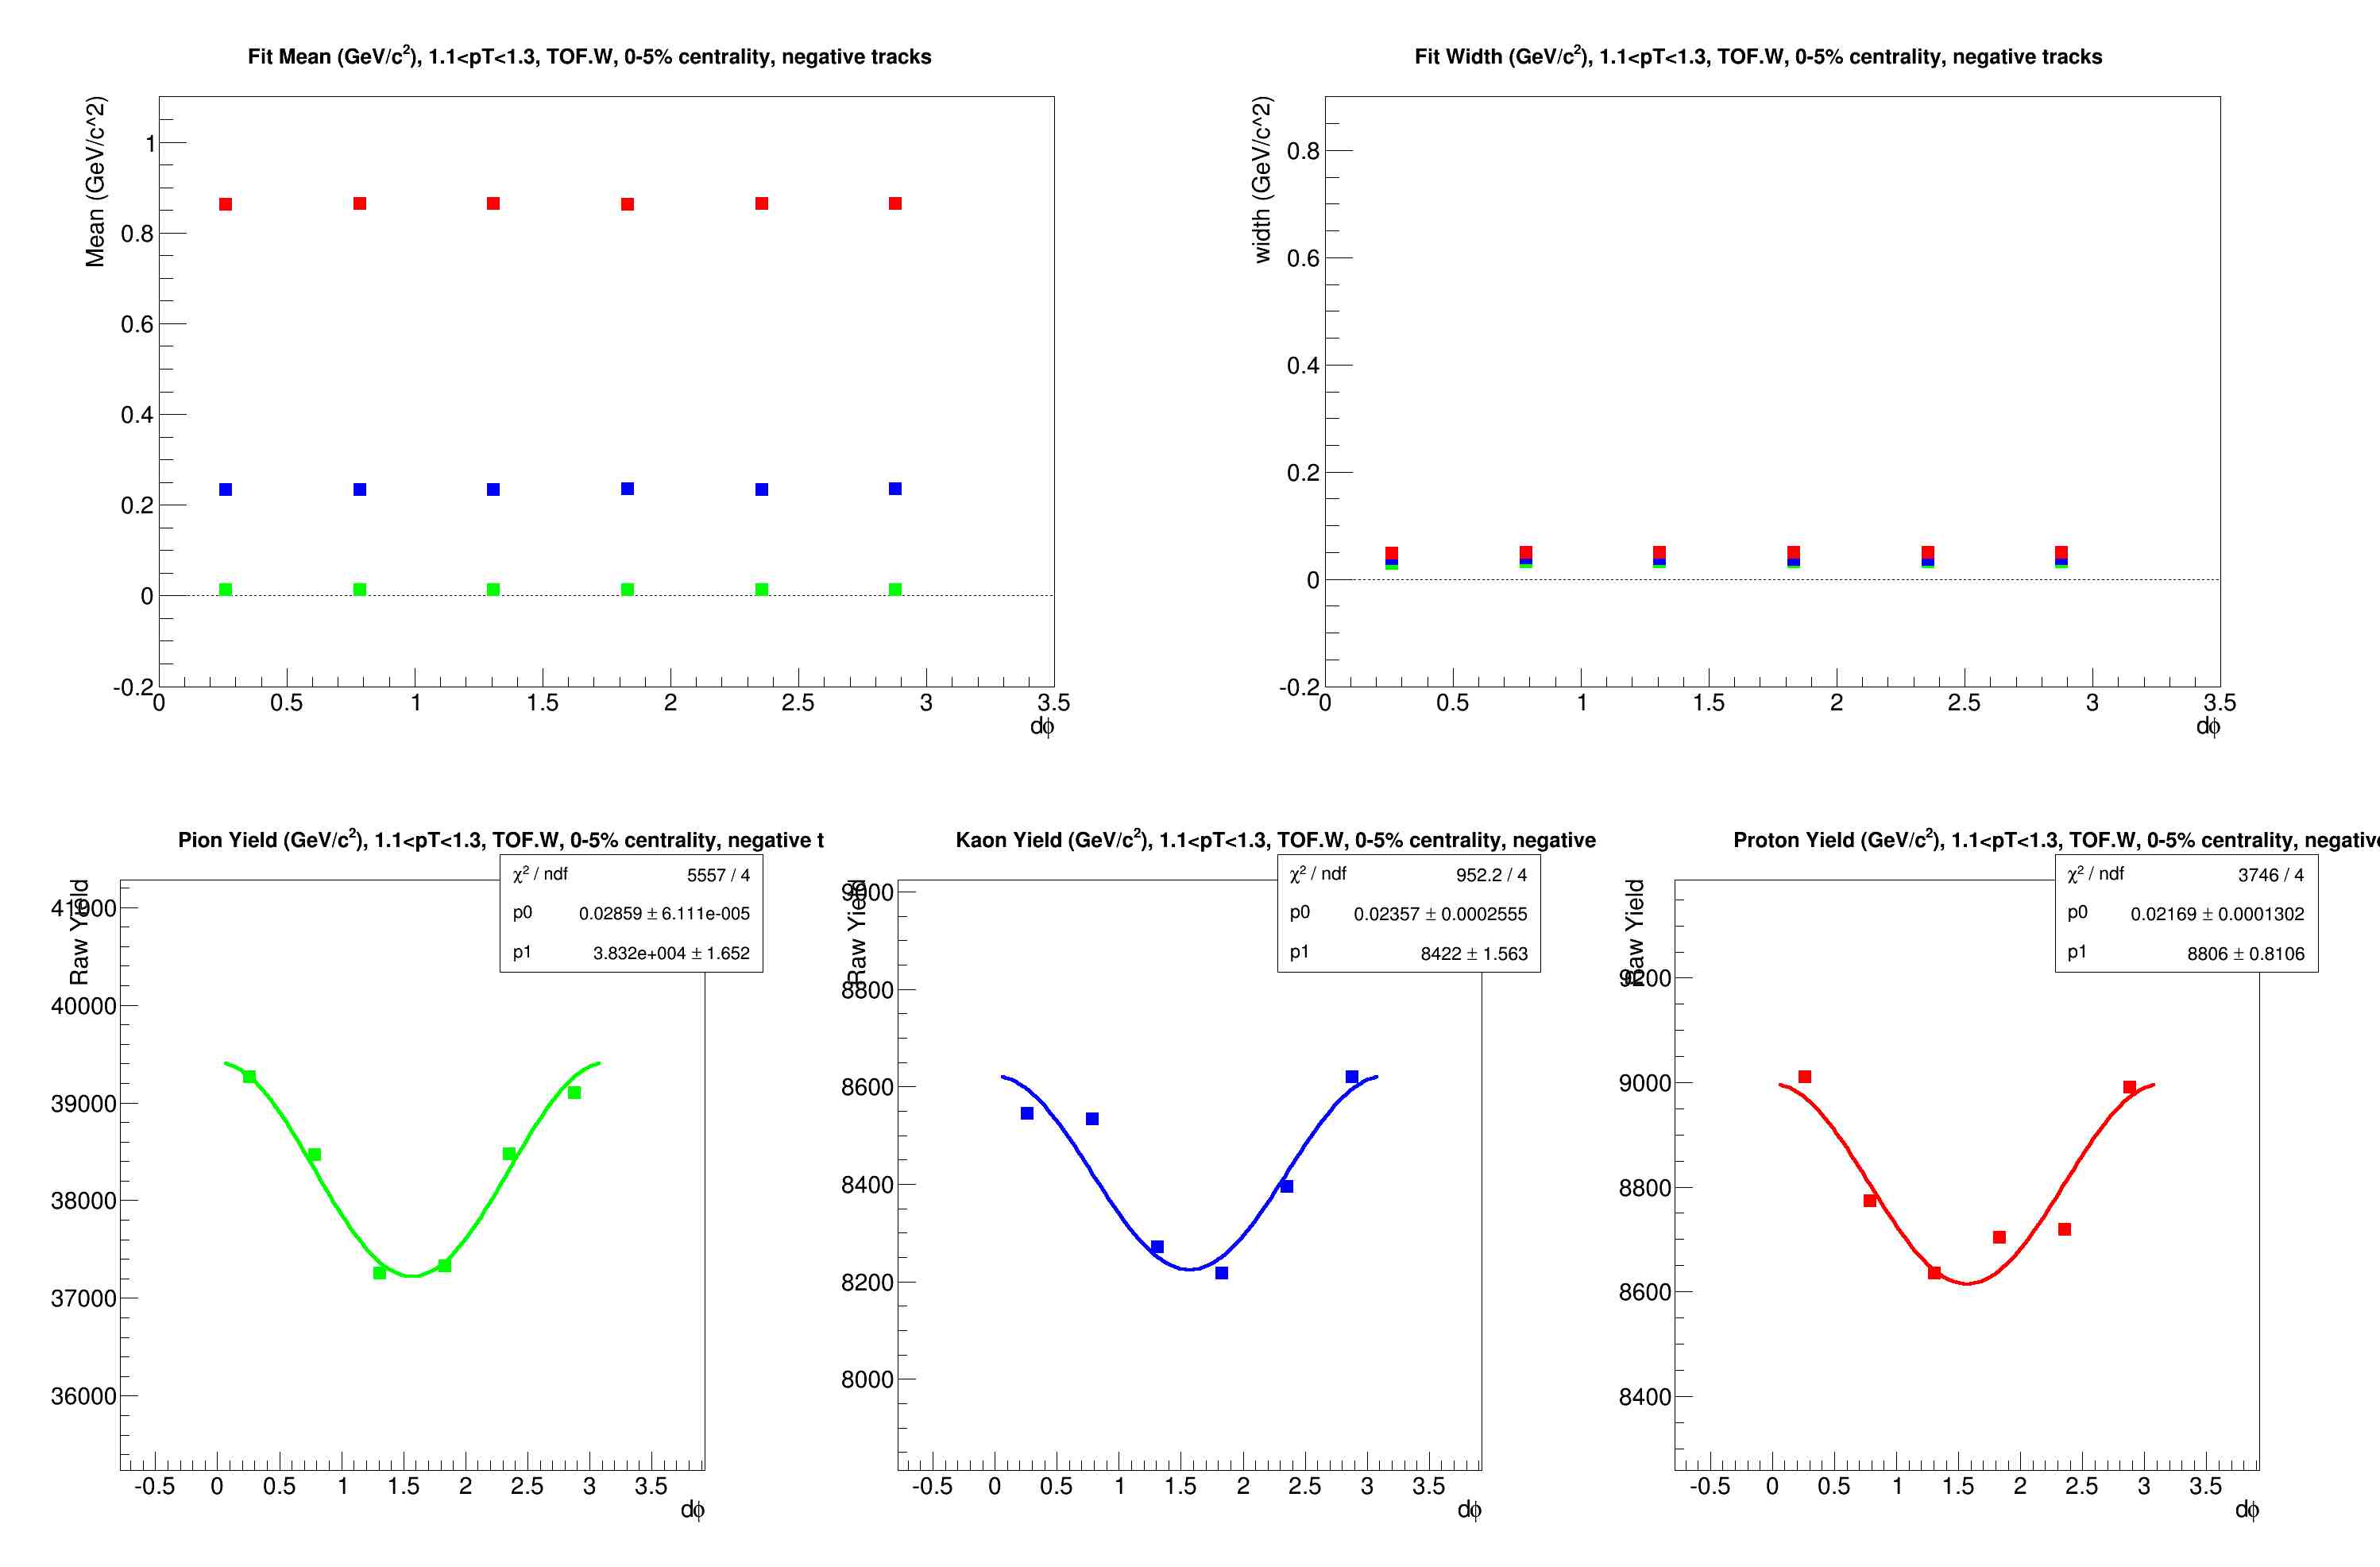 Fit Mean (GeV/c2), 1.1<pT<1.3, TOF.W, 0-5% centrality, negative tracks
Mean (GeV/c^2)
1
0.8
0.6
0.4
0.2
0
-0.2
0 0.5 1 1.5 2 2.5 3 3.5
dϕ
Fit Width (GeV/c2), 1.1<pT<1.3, TOF.W, 0-5% centrality, negative tracks
width (GeV/c^2)
0.8
0.6
0.4
0.2
0
-0.2
0 0.5 1 1.5 2 2.5 3 3.5
dϕ
Pion Yield (GeV/c2), 1.1<pT<1.3, TOF.W, 0-5% centrality, negative t
χ2 / ndf 5557 / 4
p0 0.02859 ± 6.111e-005
p1 3.832e+004 ± 1.652
Raw Yield
41000
40000
39000
38000
37000
36000
-0.5 0 0.5 1 1.5 2 2.5 3 3.5
dϕ
Kaon Yield (GeV/c2), 1.1<pT<1.3, TOF.W, 0-5% centrality, negative
χ2 / ndf 952.2 / 4
p0 0.02357 ± 0.0002555
p1 8422 ± 1.563
Raw Yield
9000
8800
8600
8400
8200
8000
-0.5 0 0.5 1 1.5 2 2.5 3 3.5
dϕ
Proton Yield (GeV/c2), 1.1<pT<1.3, TOF.W, 0-5% centrality, negative
χ2 / ndf 3746 / 4
p0 0.02169 ± 0.0001302
p1 8806 ± 0.8106
Raw Yield
9200
9000
8800
8600
8400
-0.5 0 0.5 1 1.5 2 2.5 3 3.5
dϕ